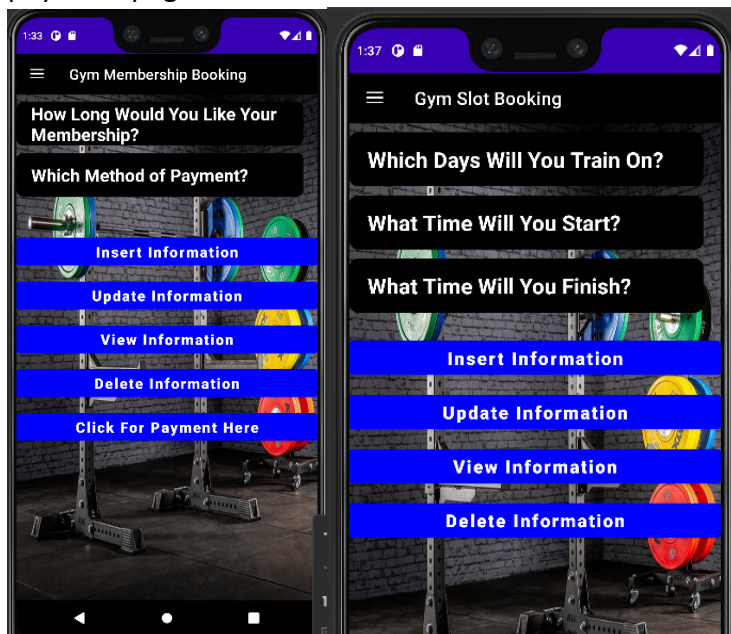 1:33
Gym Membership Booking
How Long Would You Like Your
Membership?
Which Method of Payment?
Insert Information
Update Information
View Information
Delete Information
Click For Payment Here
1:37
Gym Slot Booking
Which Days Will You Train On?
What Time Will You Start?
What Time Will You Finish?
Insert Information
Update Information
View Information
Delete Information